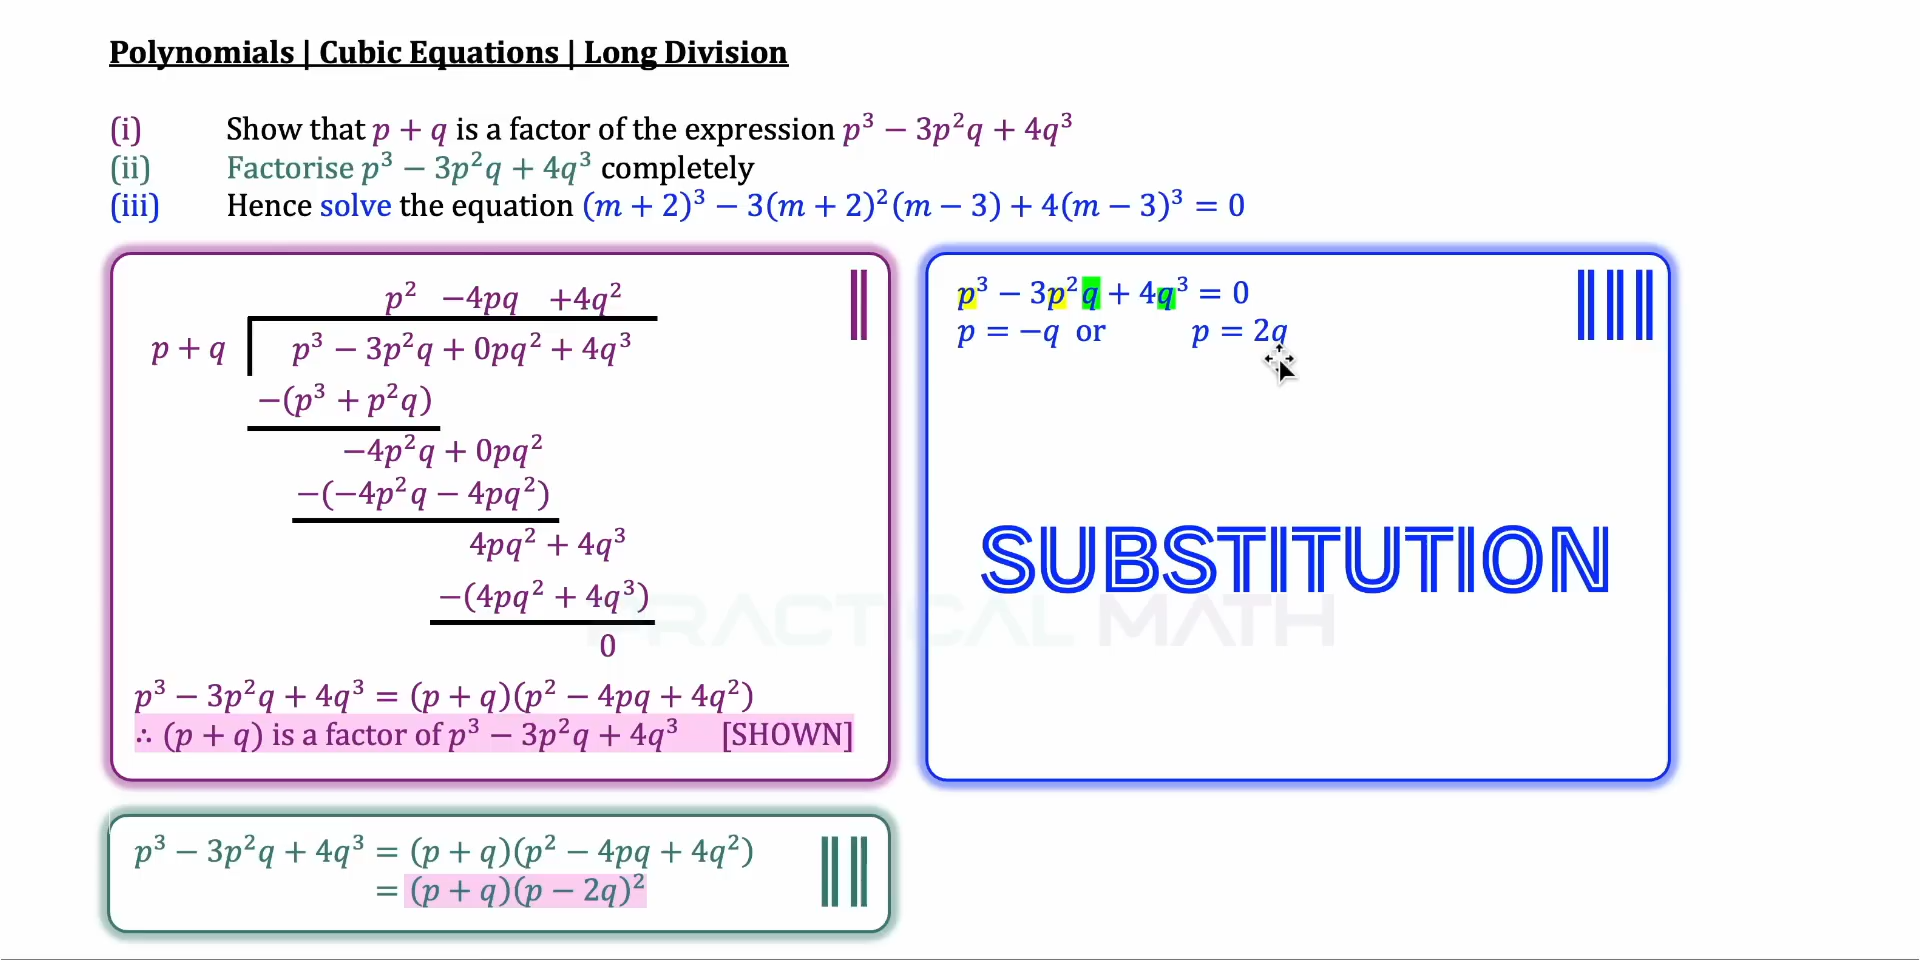 Polynomials | Cubic Equations | Long Division
(i) Show that p + q is a factor of the expression p³ − 3p²q + 4q³
(ii) Factorise p³ − 3p²q + 4q³ completely
(iii) Hence solve the equation (m + 2)³ − 3(m + 2)²(m − 3) + 4(m − 3)³ = 0
p² −4pq +4q²
p + q p³ − 3p²q + 0pq² + 4q³
−(p³ + p²q)
−4p²q + 0pq²
−(−4p²q − 4pq²)
4pq² + 4q³
−(4pq² + 4q³)
0
p³ − 3p²q + 4q³ = (p + q)(p² − 4pq + 4q²)
∴ (p + q) is a factor of p³ − 3p²q + 4q³ [SHOWN]
p³ − 3p²q + 4q³ = (p + q)(p² − 4pq + 4q²)
= (p + q)(p − 2q)²
p³ − 3p²q + 4q³ = 0
p = −q or p = 2q
SUBSTITUTION
PRACTICAL MATH